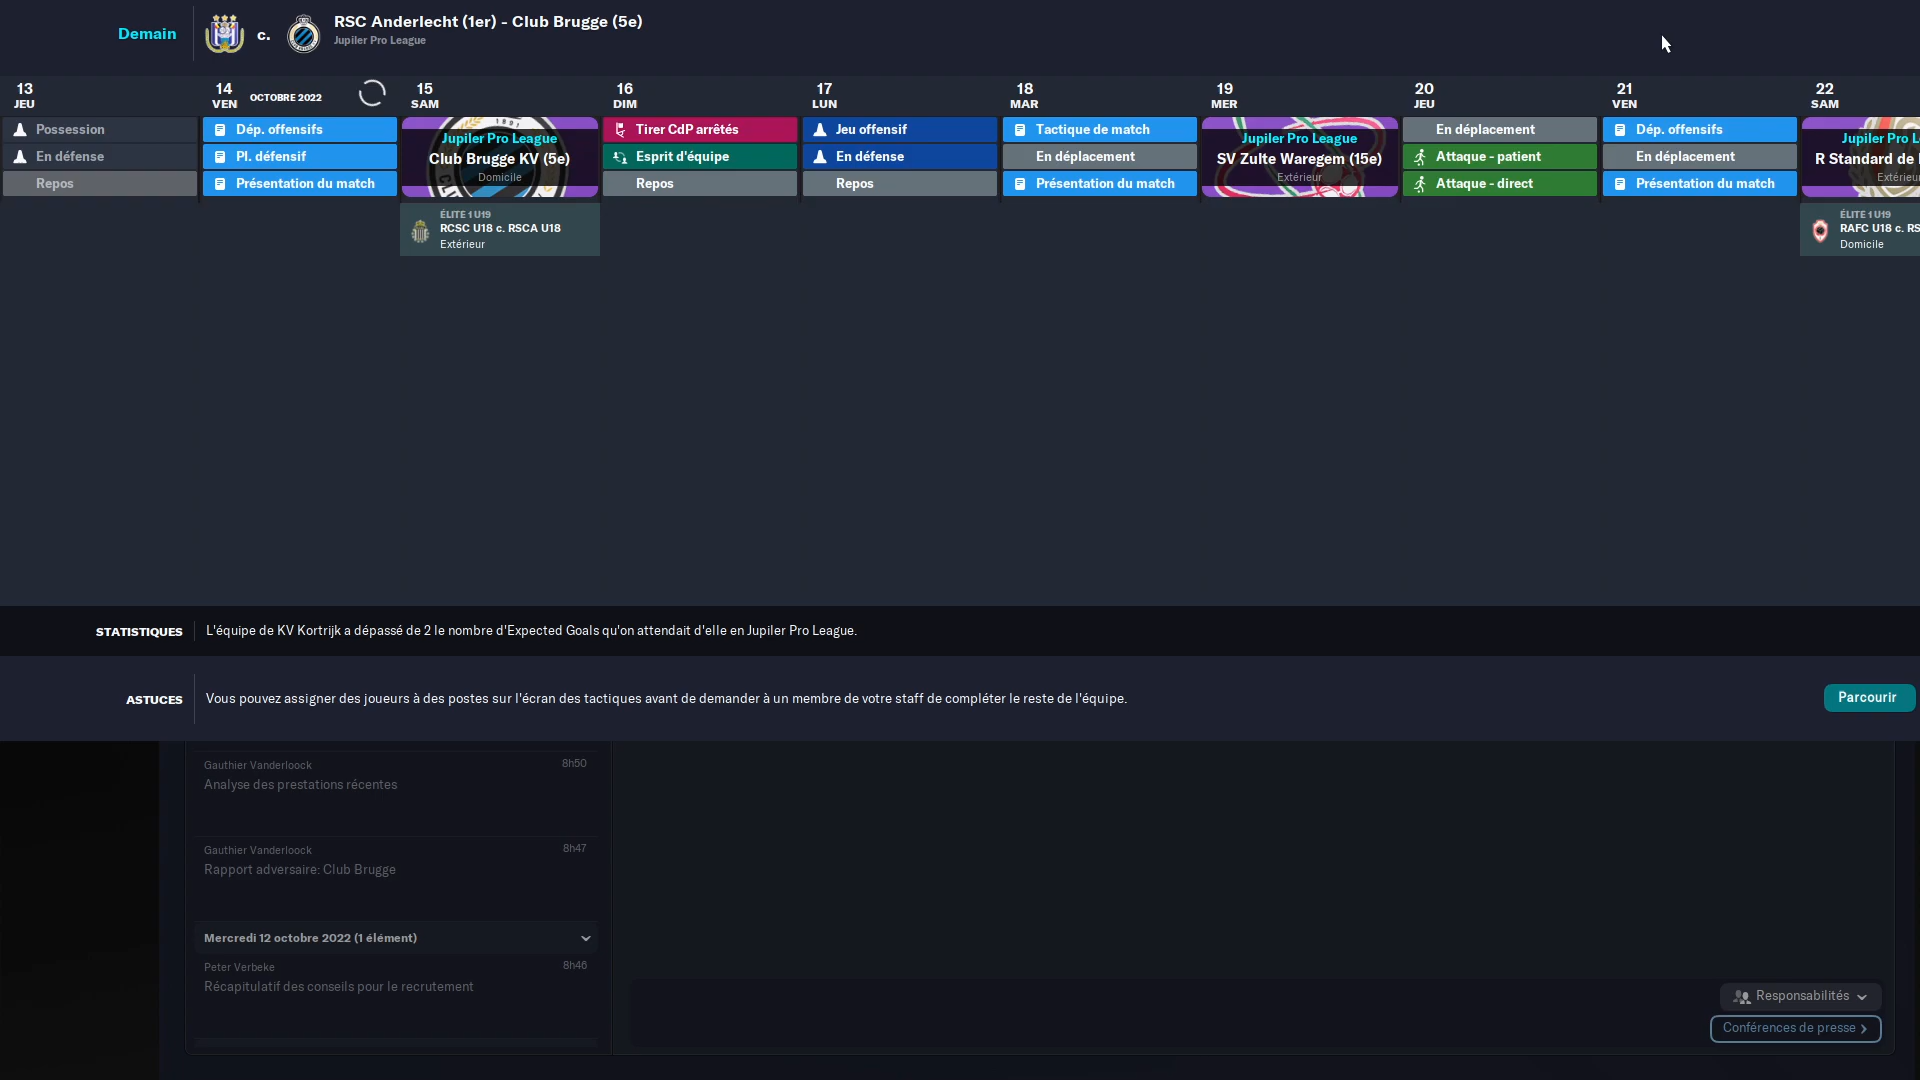 Demain
c.
RSC Anderlecht (1er) - Club Brugge (5e)
Jupiler Pro League
13
JEU
14
VEN OCTOBRE 2022
15
SAM
16
DIM
17
LUN
18
MAR
19
MER
20
JEU
21
VEN
22
SAM
Possession
En défense
Repos
Dép. offensifs
Pl. défensif
Présentation du match
Jupiler Pro League
Club Brugge KV (5e)
Domicile
ÉLITE 1 U19
RCSC U18 c. RSCA U18
Extérieur
Tirer CdP arrêtés
Esprit d'équipe
Repos
Jeu offensif
En défense
Repos
Tactique de match
En déplacement
Présentation du match
Jupiler Pro League
SV Zulte Waregem (15e)
Extérieur
En déplacement
Attaque - patient
Attaque - direct
Dép. offensifs
En déplacement
Présentation du match
Jupiler Pro L
R Standard de
Extérieu
ÉLITE 1 U19
RAFC U18 c. RS
Domicile
STATISTIQUES
L'équipe de KV Kortrijk a dépassé de 2 le nombre d'Expected Goals qu'on attendait d'elle en Jupiler Pro League.
ASTUCES
Vous pouvez assigner des joueurs à des postes sur l'écran des tactiques avant de demander à un membre de votre staff de compléter le reste de l'équipe.
Parcourir
Gauthier Vanderloock 8h50
Analyse des prestations récentes
Gauthier Vanderloock 8h47
Rapport adversaire: Club Brugge
Mercredi 12 octobre 2022 (1 élément)
Peter Verbeke 8h46
Récapitulatif des conseils pour le recrutement
Responsabilités
Conférences de presse